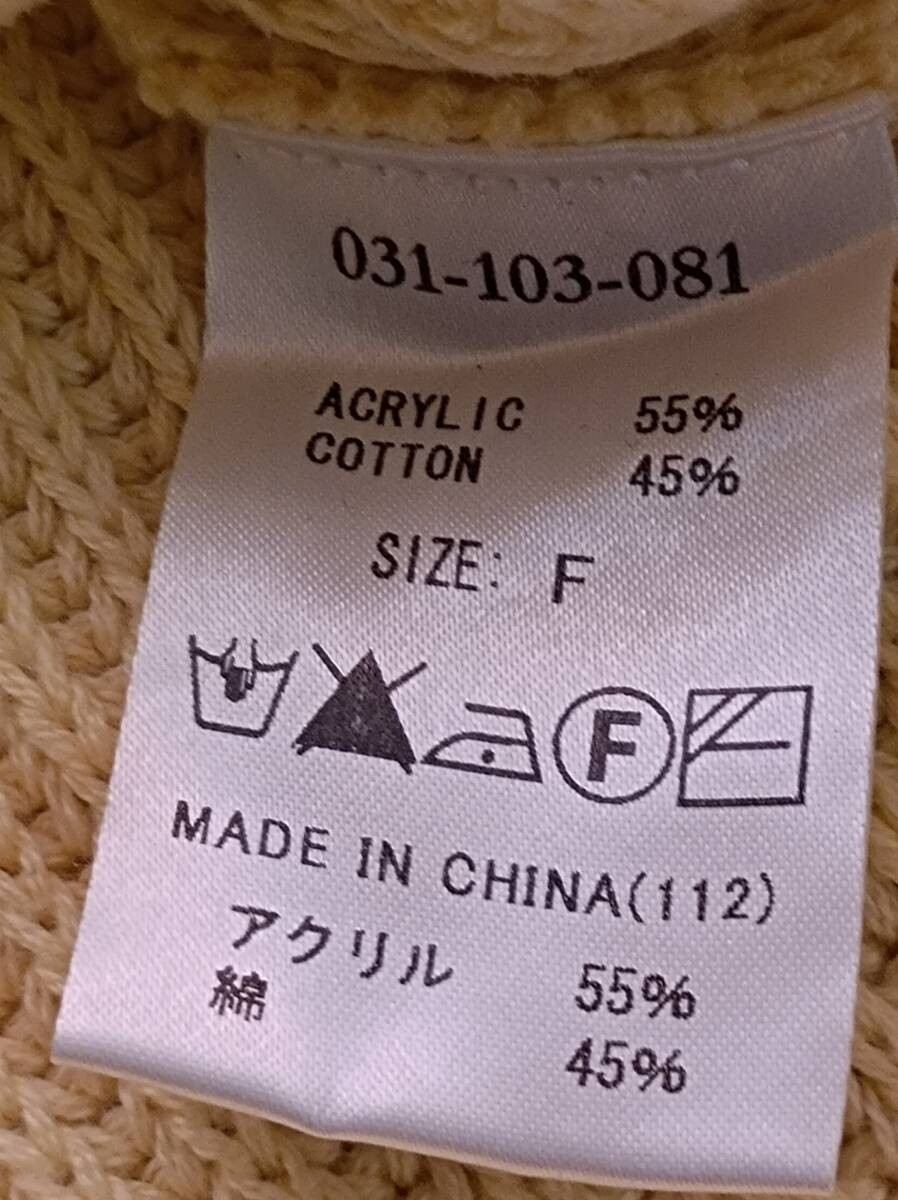 031-103-081
ACRYLIC 55%
COTTON 45%
SIZE: F
F
MADE IN CHINA(112)
アクリル 55%
綿 45%